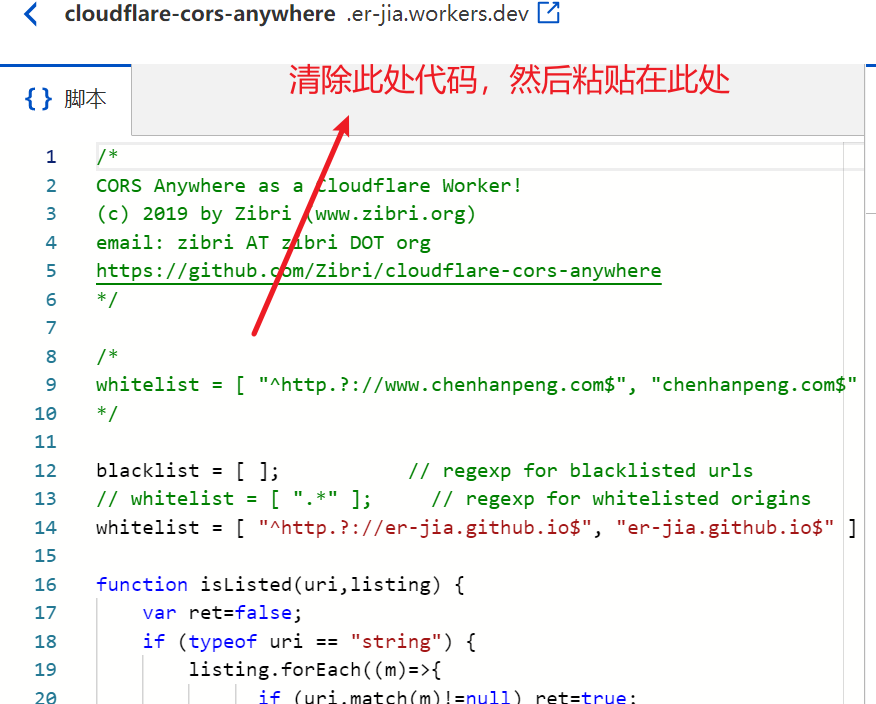 cloudflare-cors-anywhere .er-jia.workers.dev
清除此处代码，然后粘贴在此处
{} 脚本
1 /*
2 CORS Anywhere as a Cloudflare Worker!
3 (c) 2019 by Zibri (www.zibri.org)
4 email: zibri AT zibri DOT org
5 https://github.com/Zibri/cloudflare-cors-anywhere
6 */
7
8 /*
9 whitelist = [ "^http.?://www.chenhanpeng.com$", "chenhanpeng.com$"
10 */
11
12 blacklist = [ ];           // regexp for blacklisted urls
13 // whitelist = [ ".*" ];     // regexp for whitelisted origins
14 whitelist = [ "^http.?://er-jia.github.io$", "er-jia.github.io$" ]
15
16 function isListed(uri,listing) {
17     var ret=false;
18     if (typeof uri == "string") {
19         listing.forEach((m)=>{
20             if (uri.match(m)!=null) ret=true;